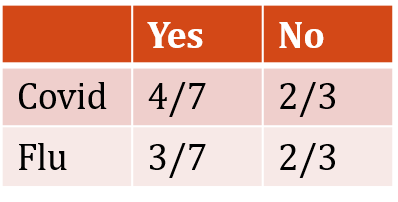 Yes No
Covid 4/7 2/3
Flu 3/7 2/3